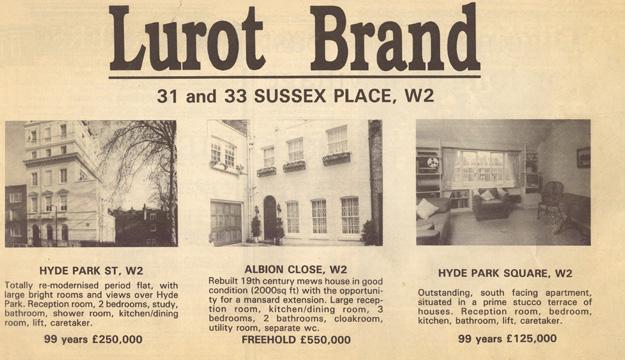 Lurot Brand
31 and 33 SUSSEX PLACE, W2
HYDE PARK ST, W2
Totally re-modernised period flat, with
large bright rooms and views over Hyde
Park. Reception room, 2 bedrooms, study,
bathroom, shower room, kitchen/dining
room, lift, caretaker.
99 years £250,000
ALBION CLOSE, W2
Rebuilt 19th century mews house in good
condition (2000sq ft) with the opportuni-
ty for a mansard extension. Large recep-
tion room, kitchen/dining room, 3
bedrooms, 2 bathrooms, cloakroom,
utility room, separate wc.
FREEHOLD £550,000
HYDE PARK SQUARE, W2
Outstanding, south facing apartment,
situated in a prime stucco terrace of
houses. Reception room, bedroom,
kitchen, bathroom, lift, caretaker.
99 years £125,000